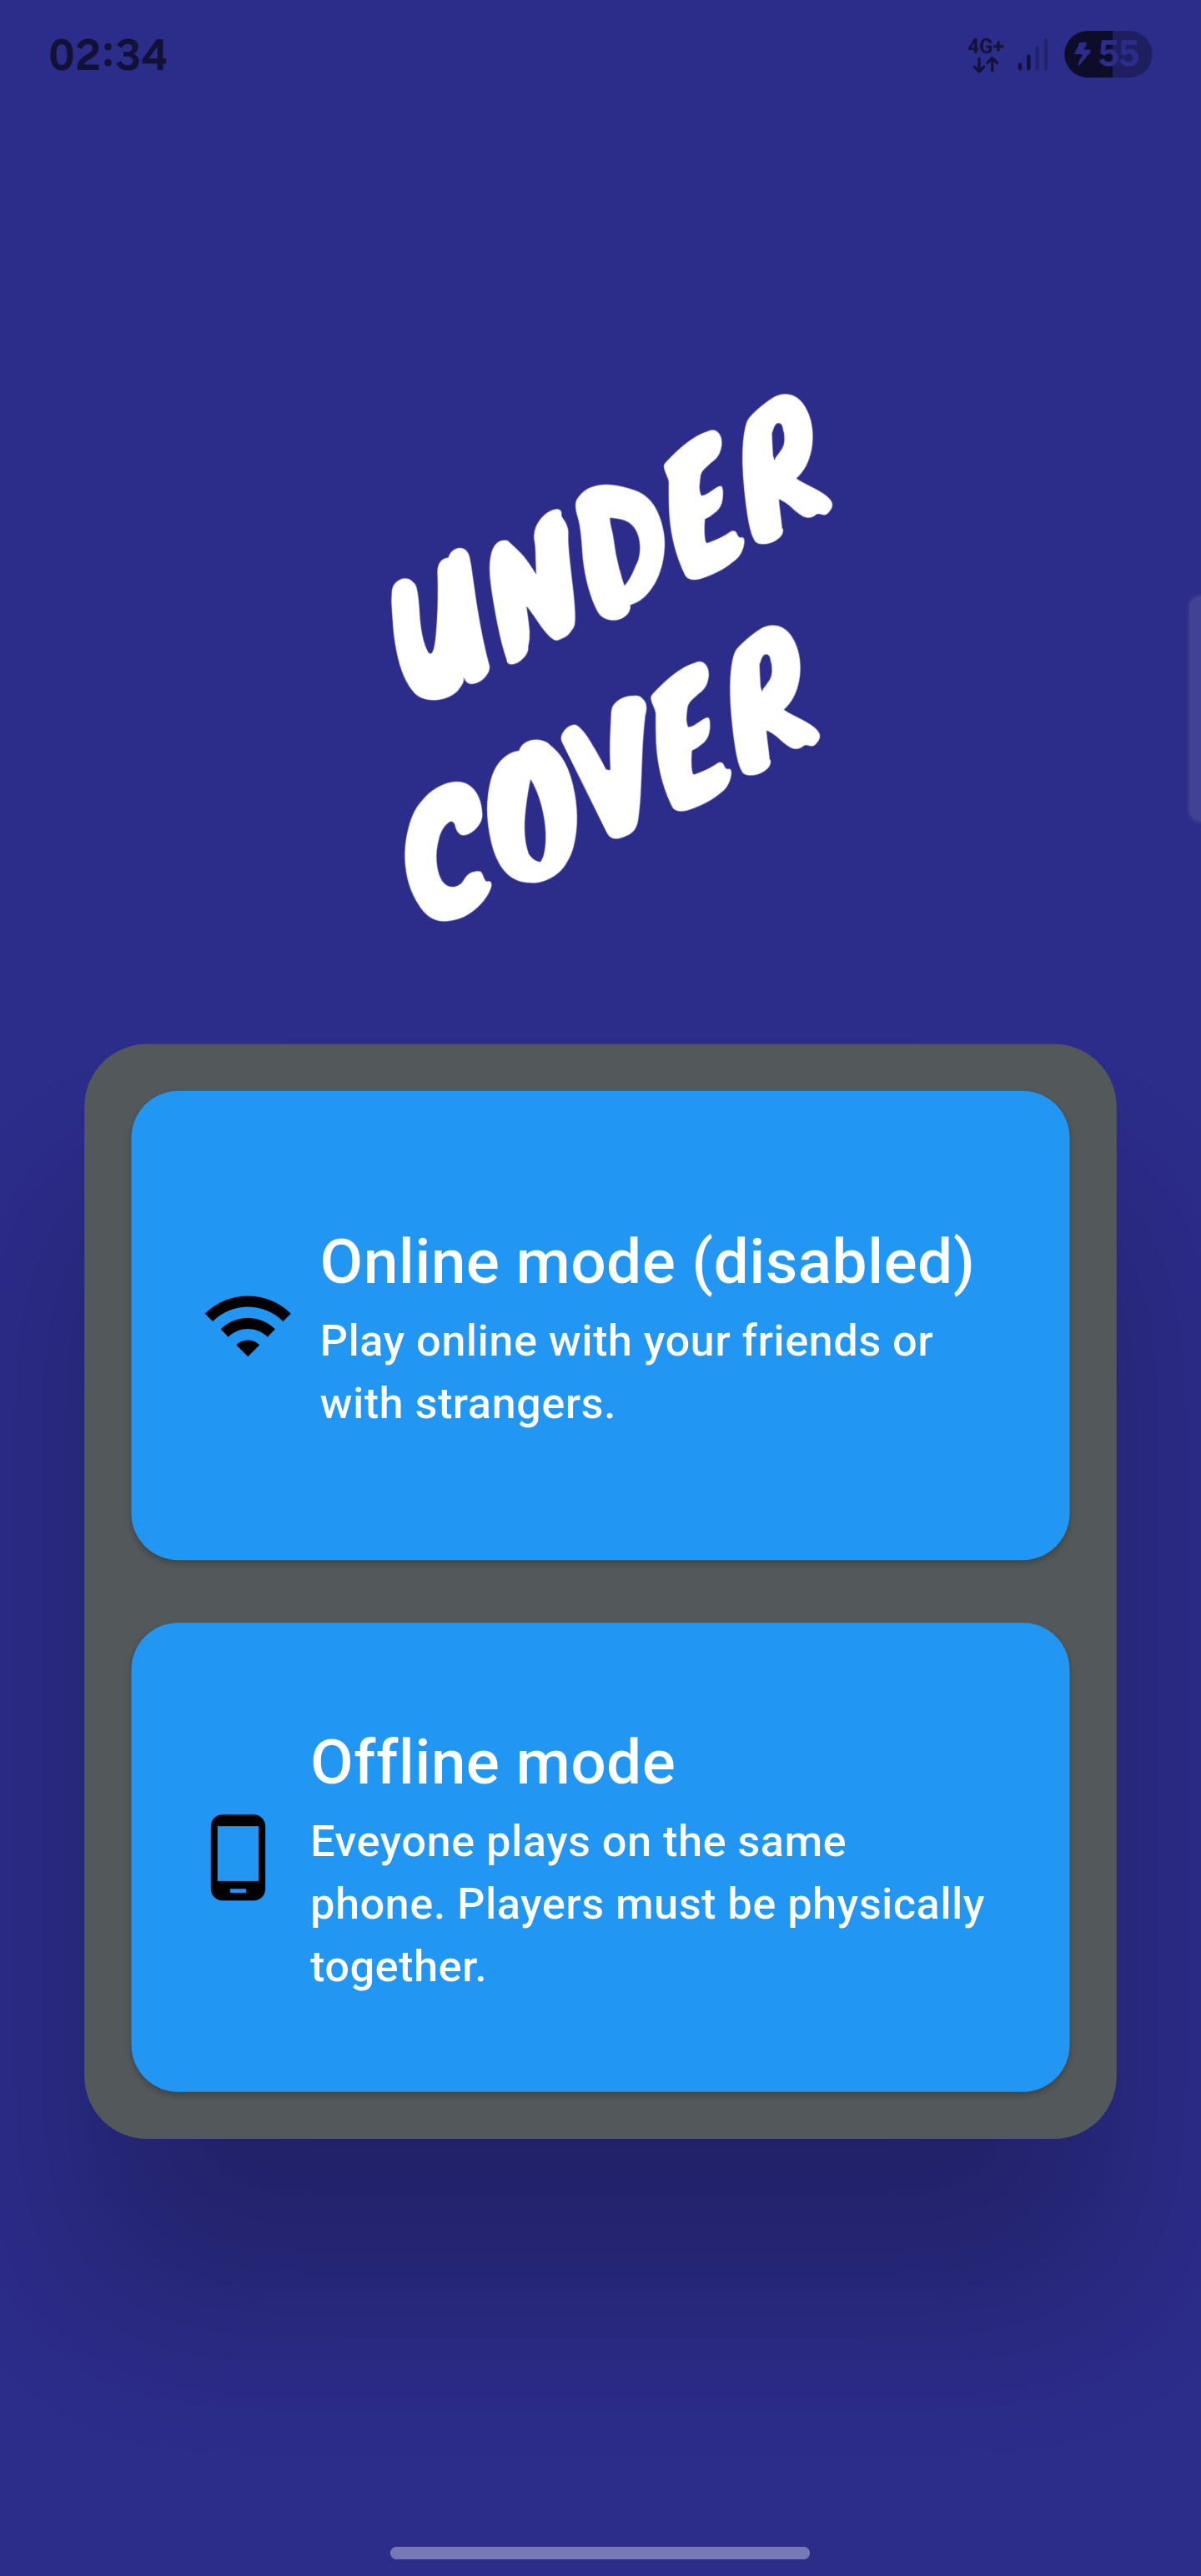 02:34
4G+
55
UNDER
COVER
Online mode (disabled)
Play online with your friends or
with strangers.
Offline mode
Eveyone plays on the same
phone. Players must be physically
together.